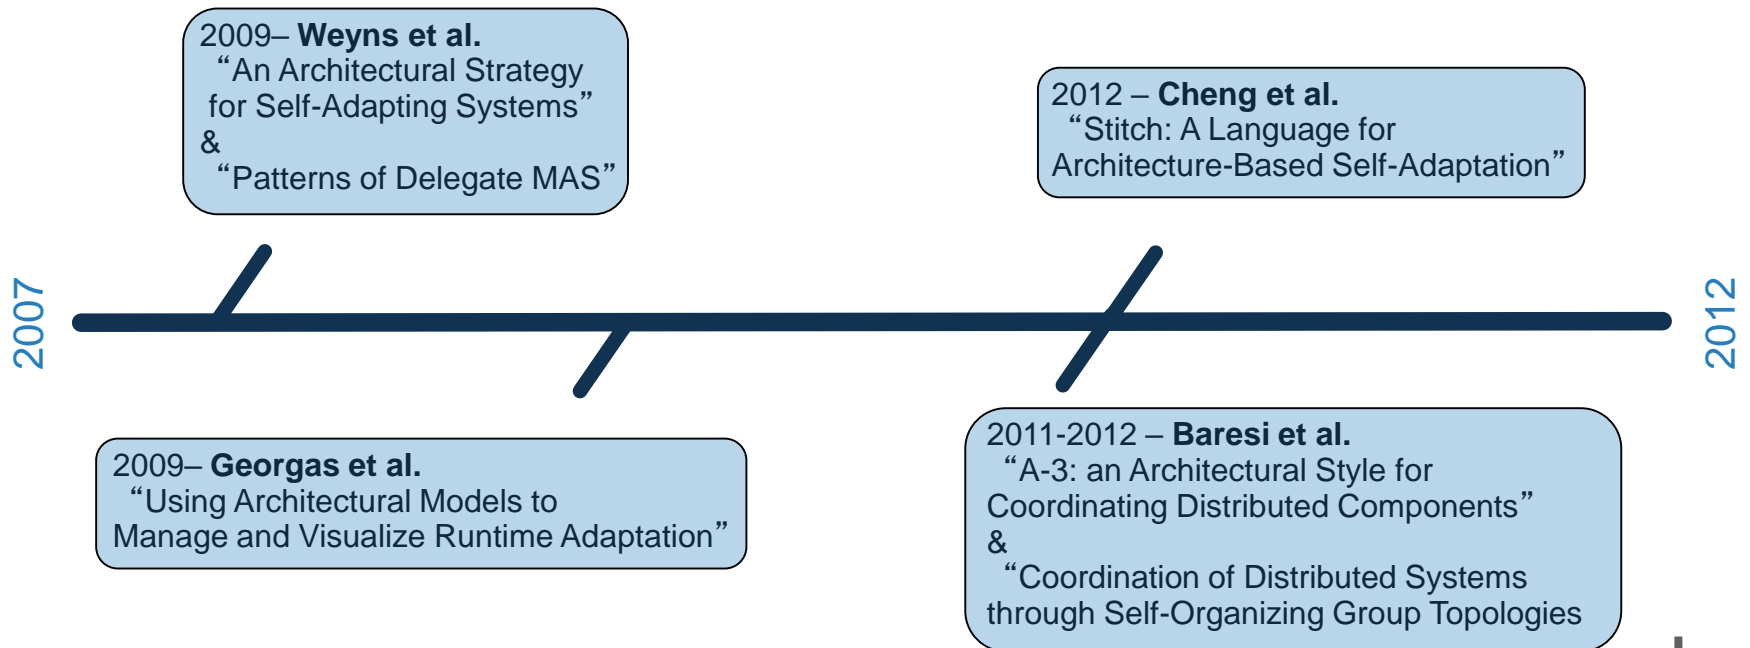 2009– Weyns et al.
“An Architectural Strategy
for Self-Adapting Systems”
&
“Patterns of Delegate MAS”
2012 – Cheng et al.
“Stitch: A Language for
Architecture-Based Self-Adaptation”
2007
2012
2009– Georgas et al.
“Using Architectural Models to
Manage and Visualize Runtime Adaptation”
2011-2012 – Baresi et al.
“A-3: an Architectural Style for
Coordinating Distributed Components”
&
“Coordination of Distributed Systems
through Self-Organizing Group Topologies